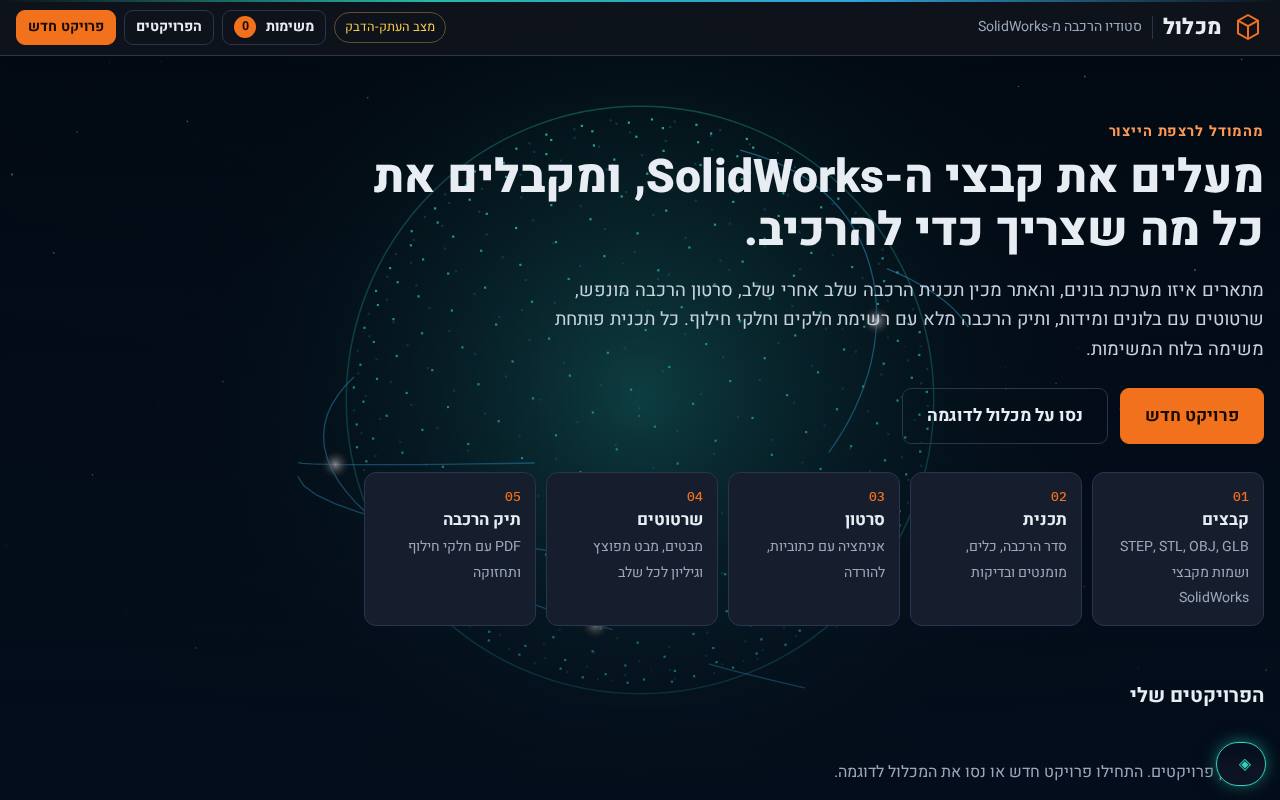 מכלול
סטודיו הרכבה מ-SolidWorks
מצב העתק-הדבק
משימות 0
הפרויקטים
פרויקט חדש
מהמודל לרצפת הייצור
מעלים את קבצי ה-SolidWorks, ומקבלים את
כל מה שצריך כדי להרכיב.
מתארים איזו מערכת בונים, והאתר מכין תכנית הרכבה שלב אחרי שלב, סרטון הרכבה מונפש,
שרטוטים עם בלונים ומידות, ותיק הרכבה מלא עם רשימת חלקים וחלקי חילוף. כל תכנית פותחת
משימה בלוח המשימות.
פרויקט חדש
נסו על מכלול לדוגמה
01
קבצים
STEP, STL, OBJ, GLB
ושמות מקבצי
SolidWorks
02
תכנית
סדר הרכבה, כלים,
מומנטים ובדיקות
03
סרטון
אנימציה עם כתוביות,
להורדה
04
שרטוטים
מבטים, מבט מפוצץ
וגיליון לכל שלב
05
תיק הרכבה
PDF עם חלקי חילוף
ותחזוקה
הפרויקטים שלי
פרויקטים. התחילו פרויקט חדש או נסו את המכלול לדוגמה.